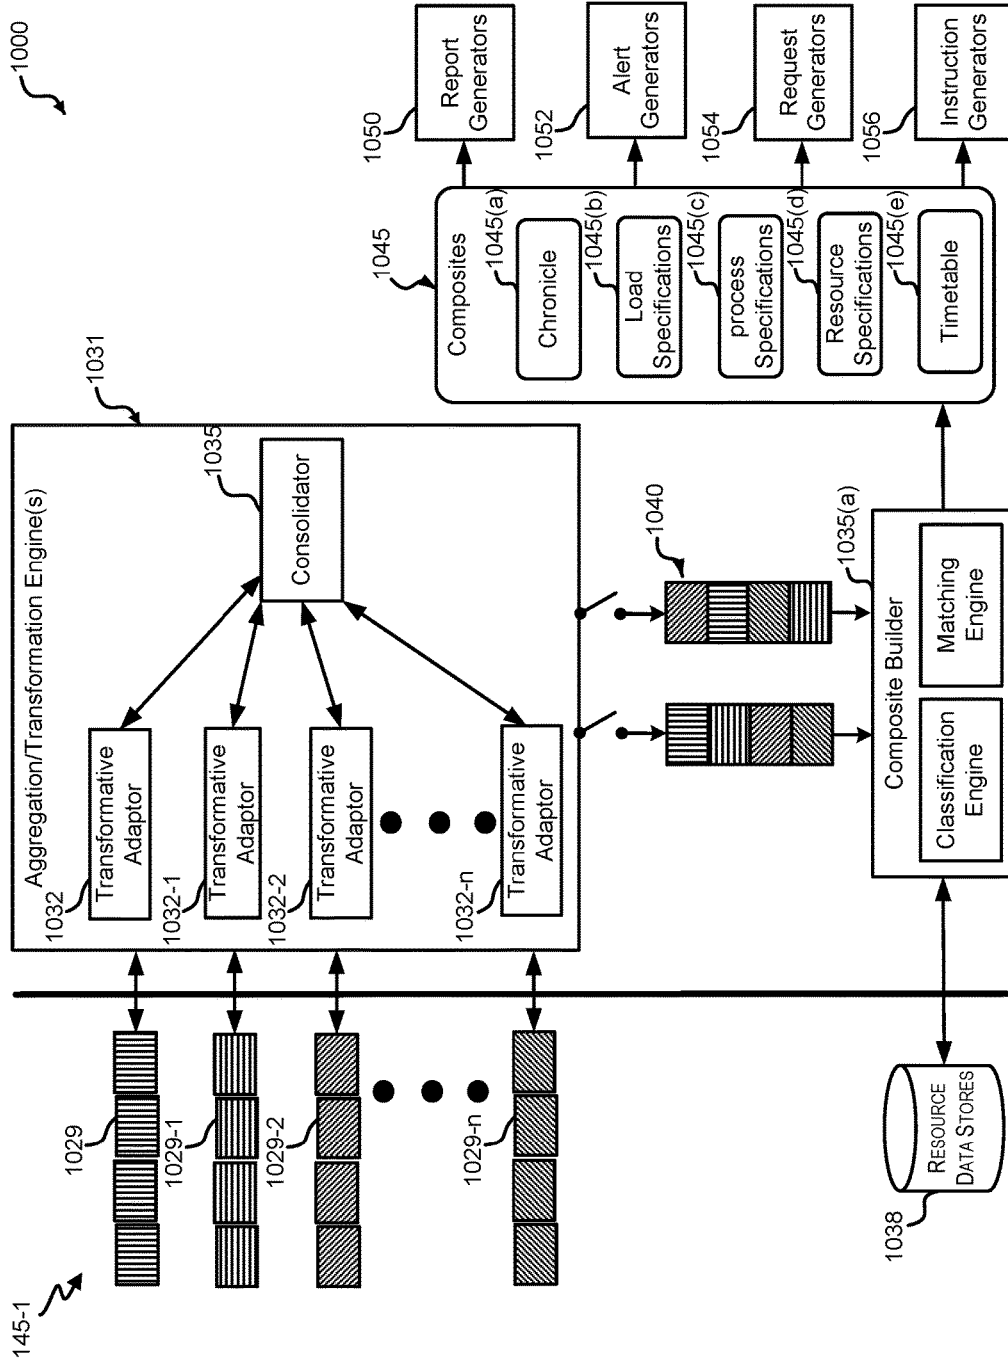 1000
145-1
1029
1029-1
1029-2
1029-n
Aggregation/Transformation Engine(s)
1031
1032
Transformative
Adaptor
1032-1
Transformative
Adaptor
1032-2
Transformative
Adaptor
1032-n
Transformative
Adaptor
1035
Consolidator
1040
1038
RESOURCE
DATA STORES
1035(a)
Composite Builder
Classification
Engine
Matching
Engine
1045
Composites
1045(a)
Chronicle
1045(b)
Load
Specifications
1045(c)
process
Specifications
1045(d)
Resource
Specifications
1045(e)
Timetable
1050
Report
Generators
1052
Alert
Generators
1054
Request
Generators
1056
Instruction
Generators